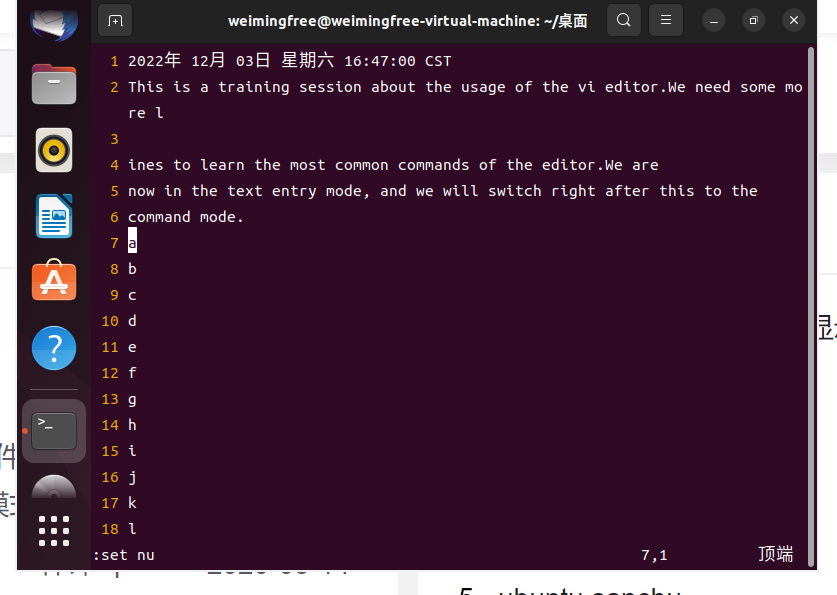 weimingfree@weimingfree-virtual-machine: ~/桌面
1 2022年 12月 03日 星期六 16:47:00 CST
2 This is a training session about the usage of the vi editor.We need some mo
re l
3
4 ines to learn the most common commands of the editor.We are
5 now in the text entry mode, and we will switch right after this to the
6 command mode.
7 a
8 b
9 c
10 d
11 e
12 f
13 g
14 h
15 i
16 j
17 k
18 l
:set nu 7,1 顶端